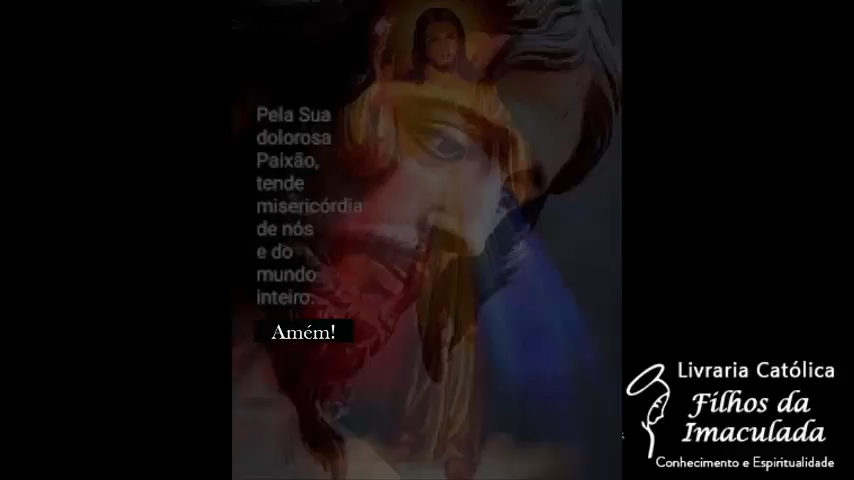 Pela Sua
dolorosa
Paixão,
tende
misericórdia
de nós
e do
mundo
inteiro.
Amém!
Livraria Católica
Filhos da
Imaculada
Conhecimento e Espiritualidade